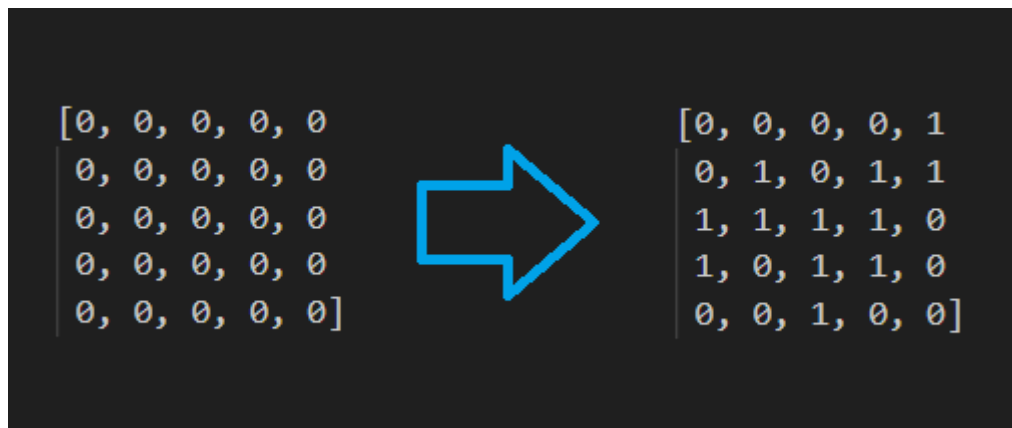 [0, 0, 0, 0, 0
0, 0, 0, 0, 0
0, 0, 0, 0, 0
0, 0, 0, 0, 0
0, 0, 0, 0, 0]
[0, 0, 0, 0, 1
0, 1, 0, 1, 1
1, 1, 1, 1, 0
1, 0, 1, 1, 0
0, 0, 1, 0, 0]